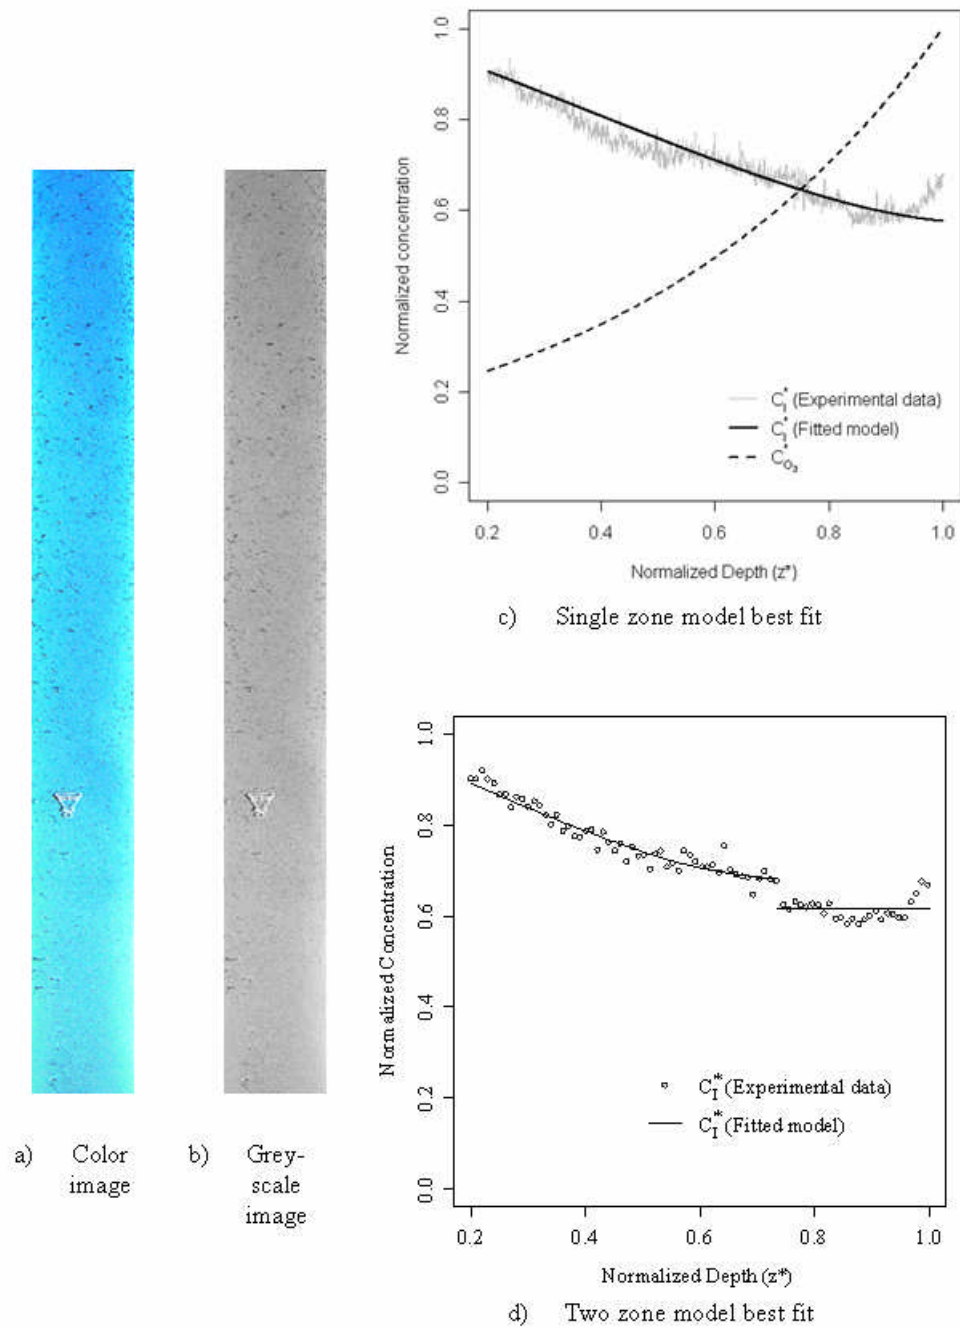 a) Color image
b) Grey-scale image
1.0
0.8
0.6
0.4
0.2
0.0
Normalized concentration
C*I (Experimental data)
C*I (Fitted model)
C*O3
0.2 0.4 0.6 0.8 1.0
Normalized Depth (z*)
c) Single zone model best fit
1.0
0.8
0.6
0.4
0.2
0.0
Normalized Concentration
C*I (Experimental data)
C*I (Fitted model)
0.2 0.4 0.6 0.8 1.0
Normalized Depth (z*)
d) Two zone model best fit